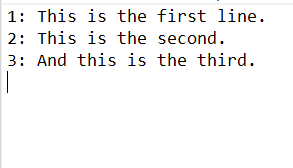 1: This is the first line.
2: This is the second.
3: And this is the third.